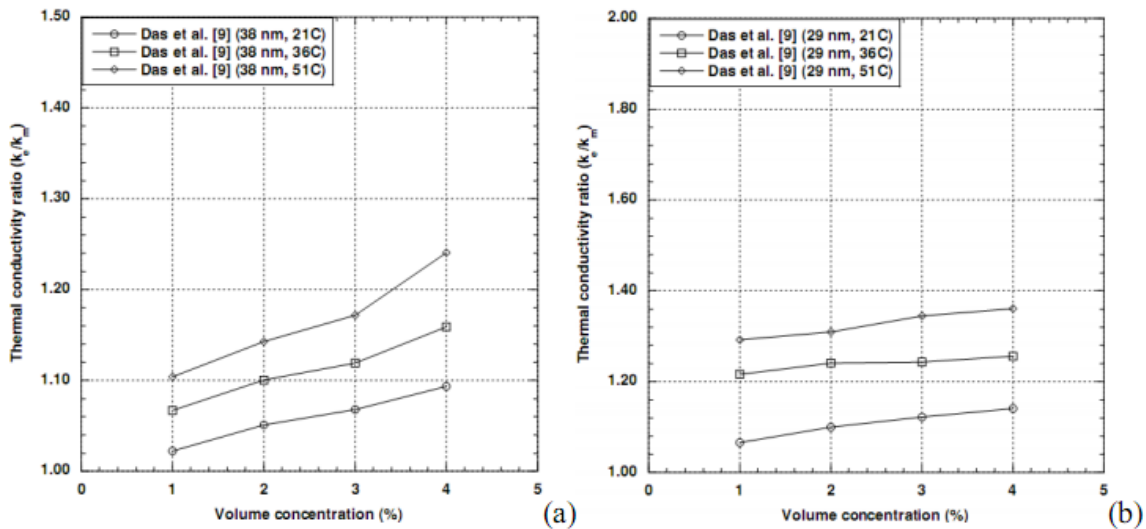 1.50
1.40
1.30
1.20
1.10
1.00
Thermal conductivity ratio (kₑ/kₘ)
Das et al. [9] (38 nm, 21C)
Das et al. [9] (38 nm, 36C)
Das et al. [9] (38 nm, 51C)
0 1 2 3 4 5
Volume concentration (%)
(a)
2.00
1.80
1.60
1.40
1.20
1.00
Thermal conductivity ratio (kₑ/kₘ)
Das et al. [9] (29 nm, 21C)
Das et al. [9] (29 nm, 36C)
Das et al. [9] (29 nm, 51C)
0 1 2 3 4 5
Volume concentration (%)
(b)